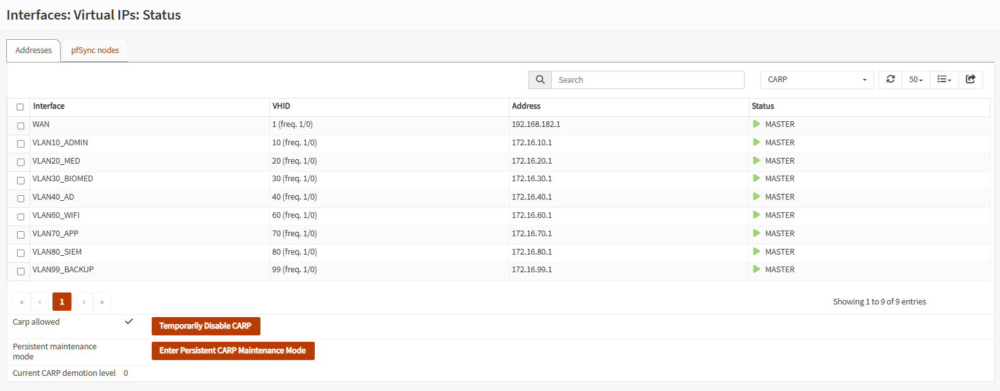 Interfaces: Virtual IPs: Status
Addresses pfSync nodes
Search CARP 50
Interface VHID Address Status
WAN 1 (freq. 1/0) 192.168.182.1 MASTER
VLAN10_ADMIN 10 (freq. 1/0) 172.16.10.1 MASTER
VLAN20_MED 20 (freq. 1/0) 172.16.20.1 MASTER
VLAN30_BIOMED 30 (freq. 1/0) 172.16.30.1 MASTER
VLAN40_AD 40 (freq. 1/0) 172.16.40.1 MASTER
VLAN60_WIFI 60 (freq. 1/0) 172.16.60.1 MASTER
VLAN70_APP 70 (freq. 1/0) 172.16.70.1 MASTER
VLAN80_SIEM 80 (freq. 1/0) 172.16.80.1 MASTER
VLAN99_BACKUP 99 (freq. 1/0) 172.16.99.1 MASTER
« ‹ 1 › » Showing 1 to 9 of 9 entries
Carp allowed Temporarily Disable CARP
Persistent maintenance
mode Enter Persistent CARP Maintenance Mode
Current CARP demotion level 0